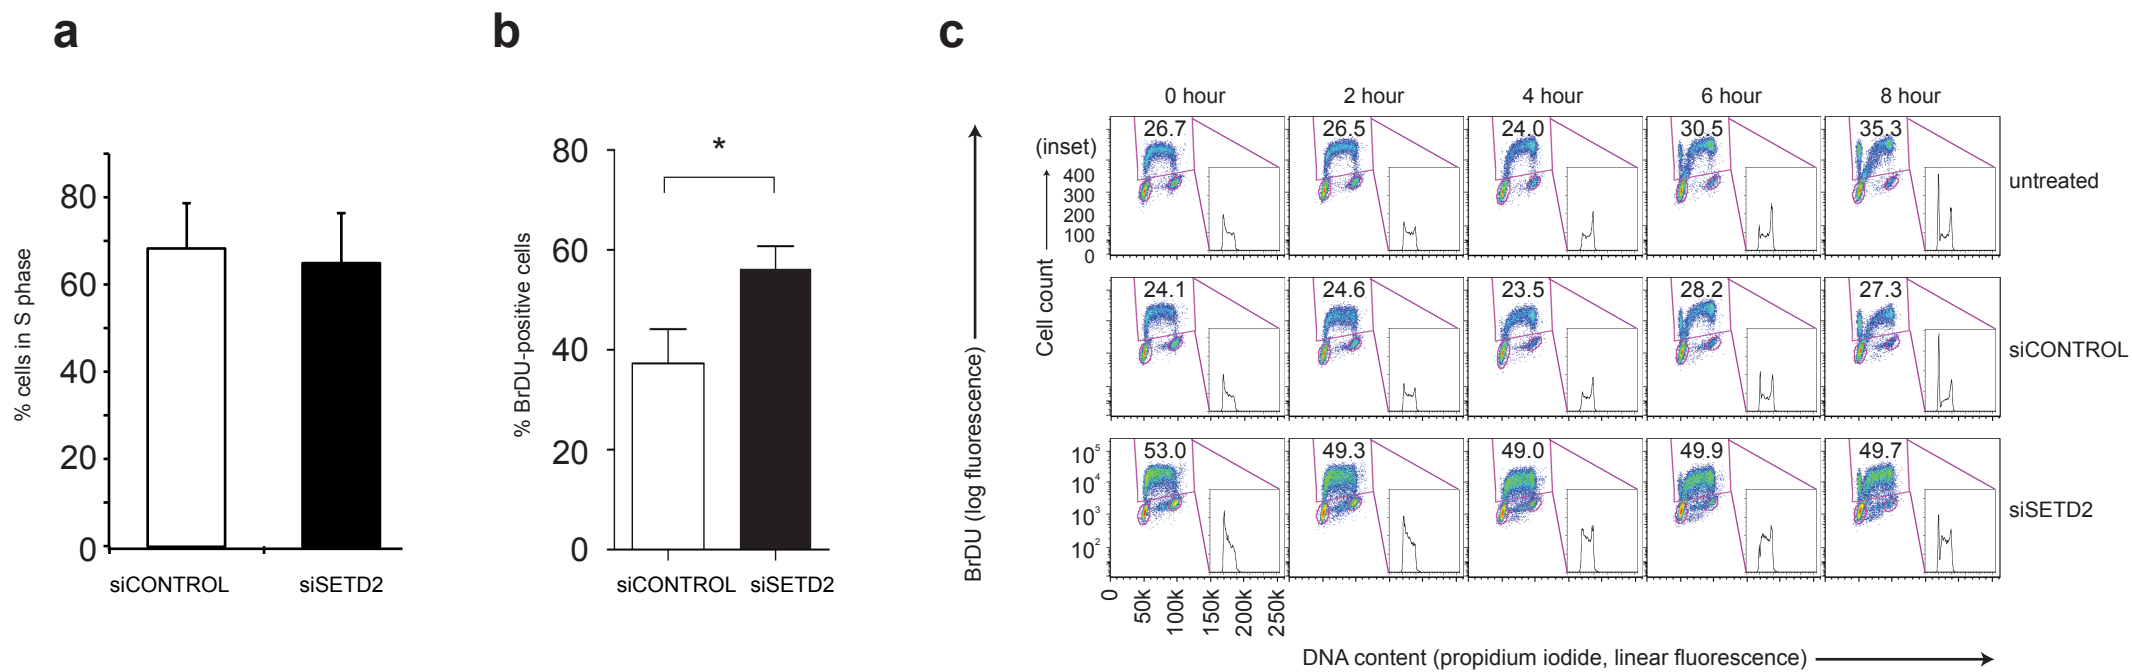 a
% cells in S phase
80
60
40
20
0
siCONTROL
siSETD2
b
% BrDU-positive cells
80
60
40
20
0
*
siCONTROL
siSETD2
c
0 hour
2 hour
4 hour
6 hour
8 hour
(inset)
Cell count
400
300
200
100
0
BrDU (log fluorescence)
26.7
26.5
24.0
30.5
35.3
untreated
24.1
24.6
23.5
28.2
27.3
siCONTROL
53.0
49.3
49.0
49.9
49.7
siSETD2
10⁵
10⁴
10³
10²
0
50k
100k
150k
200k
250k
DNA content (propidium iodide, linear fluorescence)